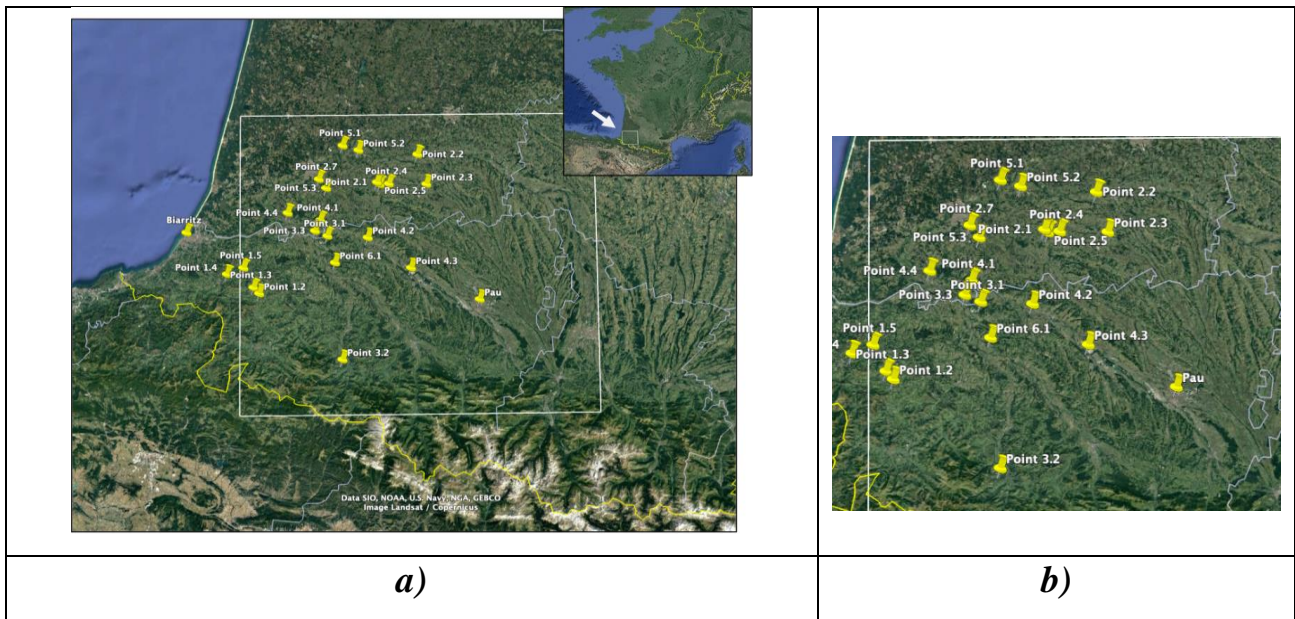 Point 5.1
Point 5.2
Point 2.2
Point 2.7
Point 2.4
Point 5.3
Point 2.1
Point 2.3
Point 2.5
Point 4.4
Point 4.1
Biarritz
Point 3.1
Point 3.3
Point 4.2
Point 1.5
Point 6.1
Point 4.3
Point 1.4
Point 1.3
Point 1.2
Pau
Point 3.2
Data SIO, NOAA, U.S. Navy, NGA, GEBCO
Image Landsat / Copernicus
a)
Point 5.1
Point 5.2
Point 2.2
Point 2.7
Point 2.4
Point 2.3
Point 5.3
Point 2.1
Point 2.5
Point 4.4
Point 4.1
Point 3.1
Point 3.3
Point 4.2
Point 1.5
Point 6.1
Point 4.3
4
Point 1.3
Point 1.2
Pau
Point 3.2
b)